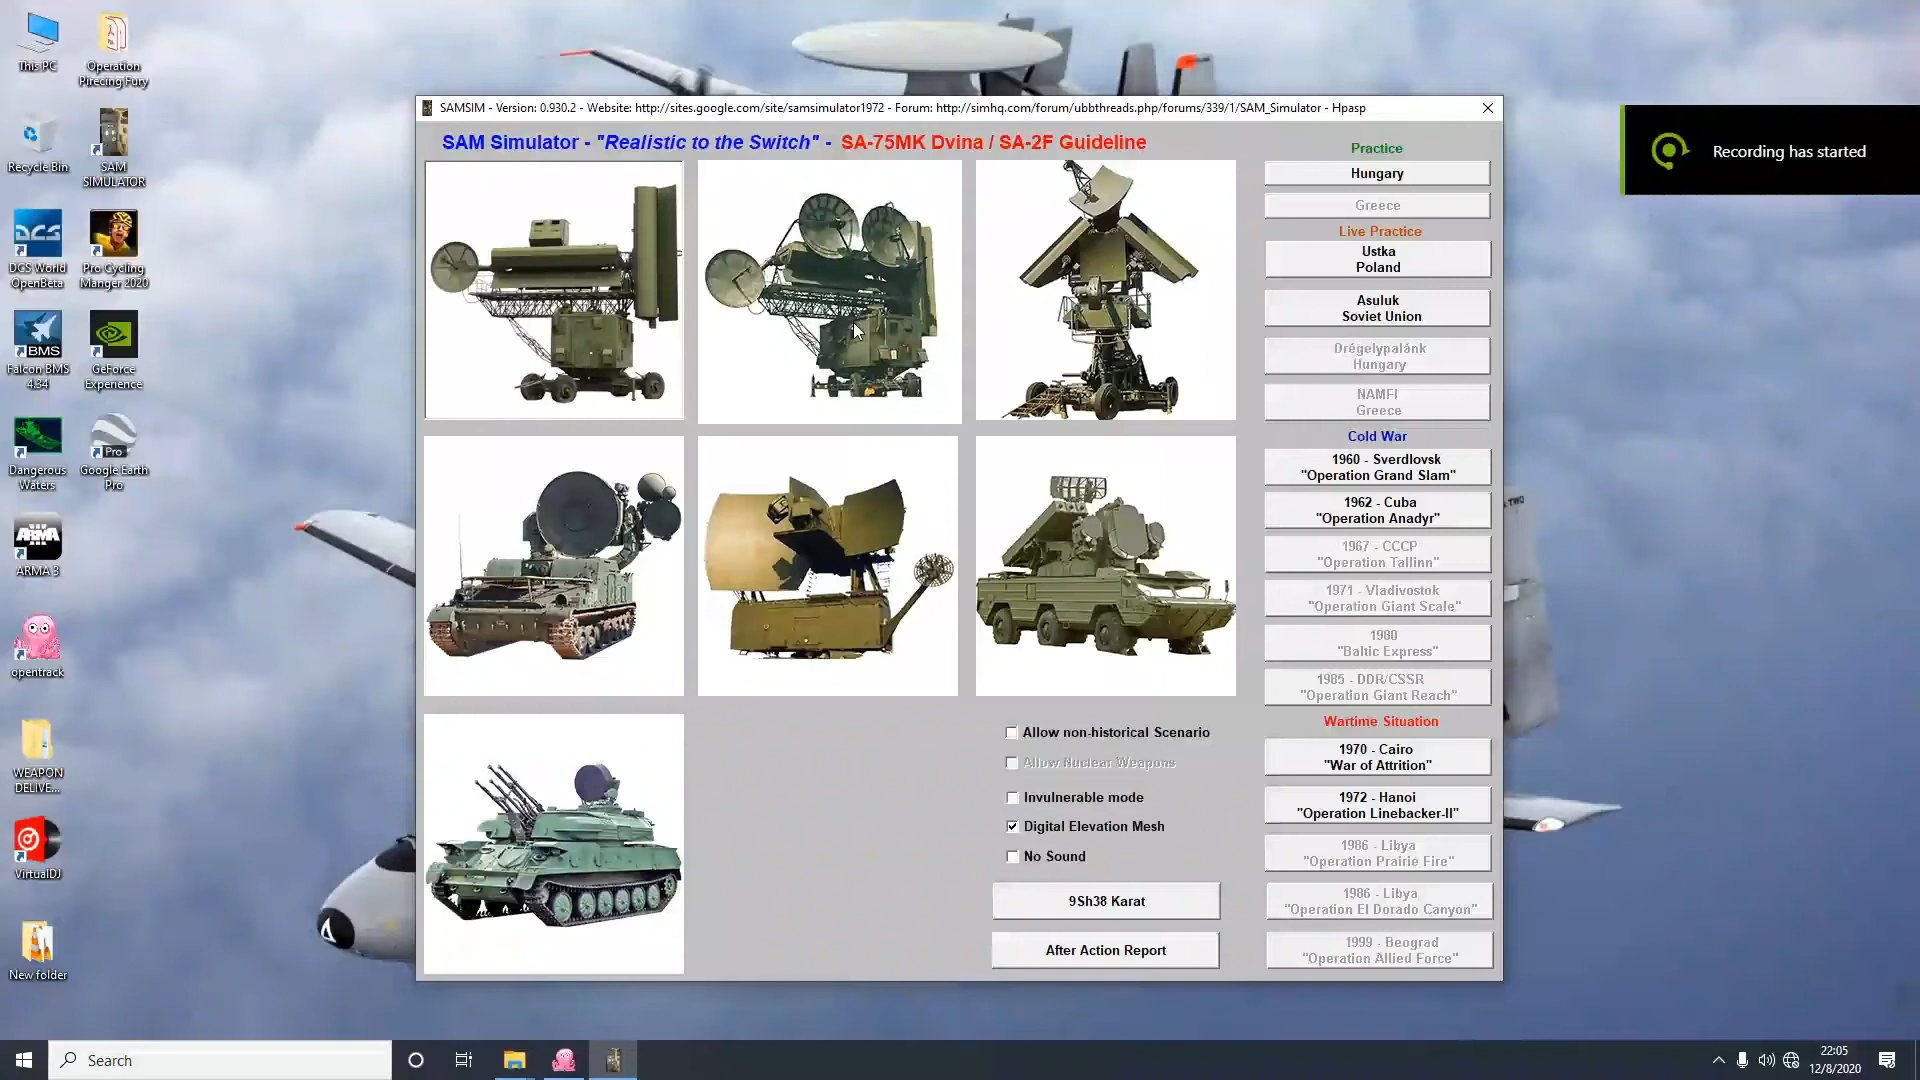 This PC
Operation
Pirecing Fury
Recycle Bin
SAM
SIMULATOR
DCS
DCS World
OpenBeta
Pro Cycling
Manger 2020
BMS
Falcon BMS
4.34
GeForce
Experience
Dangerous
Waters
Pro
Google Earth
Pro
ARMA
III
ARMA 3
opentrack
WEAPON
DELIVE...
VirtualDJ
New folder
SAMSIM - Version: 0.930.2 - Website: http://sites.google.com/site/samsimulator1972 - Forum: http://simhq.com/forum/ubbthreads.php/forums/339/1/SAM_Simulator - Hpasp
SAM Simulator - "Realistic to the Switch" - SA-75MK Dvina / SA-2F Guideline
Practice
Hungary
Greece
Live Practice
Ustka
Poland
Asuluk
Soviet Union
Drégelypalánk
Hungary
NAMFI
Greece
Cold War
1960 - Sverdlovsk
"Operation Grand Slam"
1962 - Cuba
"Operation Anadyr"
1967 - CCCP
"Operation Tallinn"
1971 - Vladivostok
"Operation Giant Scale"
1980
"Baltic Express"
1985 - DDR/CSSR
"Operation Giant Reach"
Wartime Situation
1970 - Cairo
"War of Attrition"
1972 - Hanoi
"Operation Linebacker-II"
1986 - Libya
"Operation Prairie Fire"
1986 - Libya
"Operation El Dorado Canyon"
1999 - Beograd
"Operation Allied Force"
Allow non-historical Scenario
Allow Nuclear Weapons
Invulnerable mode
Digital Elevation Mesh
No Sound
9Sh38 Karat
After Action Report
Recording has started
TWO
Search
22:05
12/8/2020